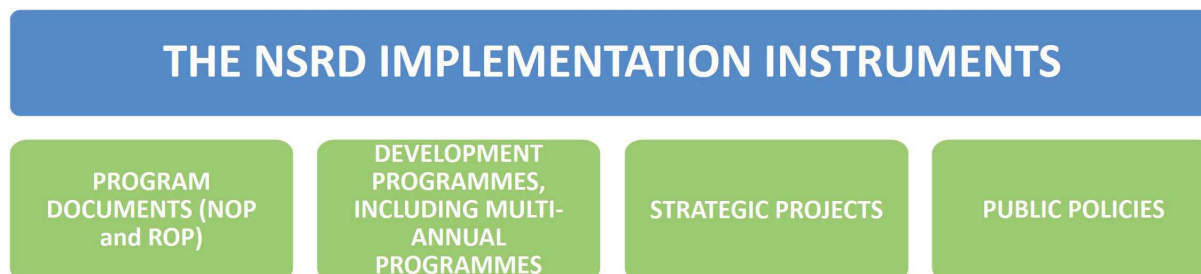 THE NSRD IMPLEMENTATION INSTRUMENTS
PROGRAM
DOCUMENTS (NOP
and ROP)
DEVELOPMENT
PROGRAMMES,
INCLUDING MULTI-
ANNUAL
PROGRAMMES
STRATEGIC PROJECTS
PUBLIC POLICIES